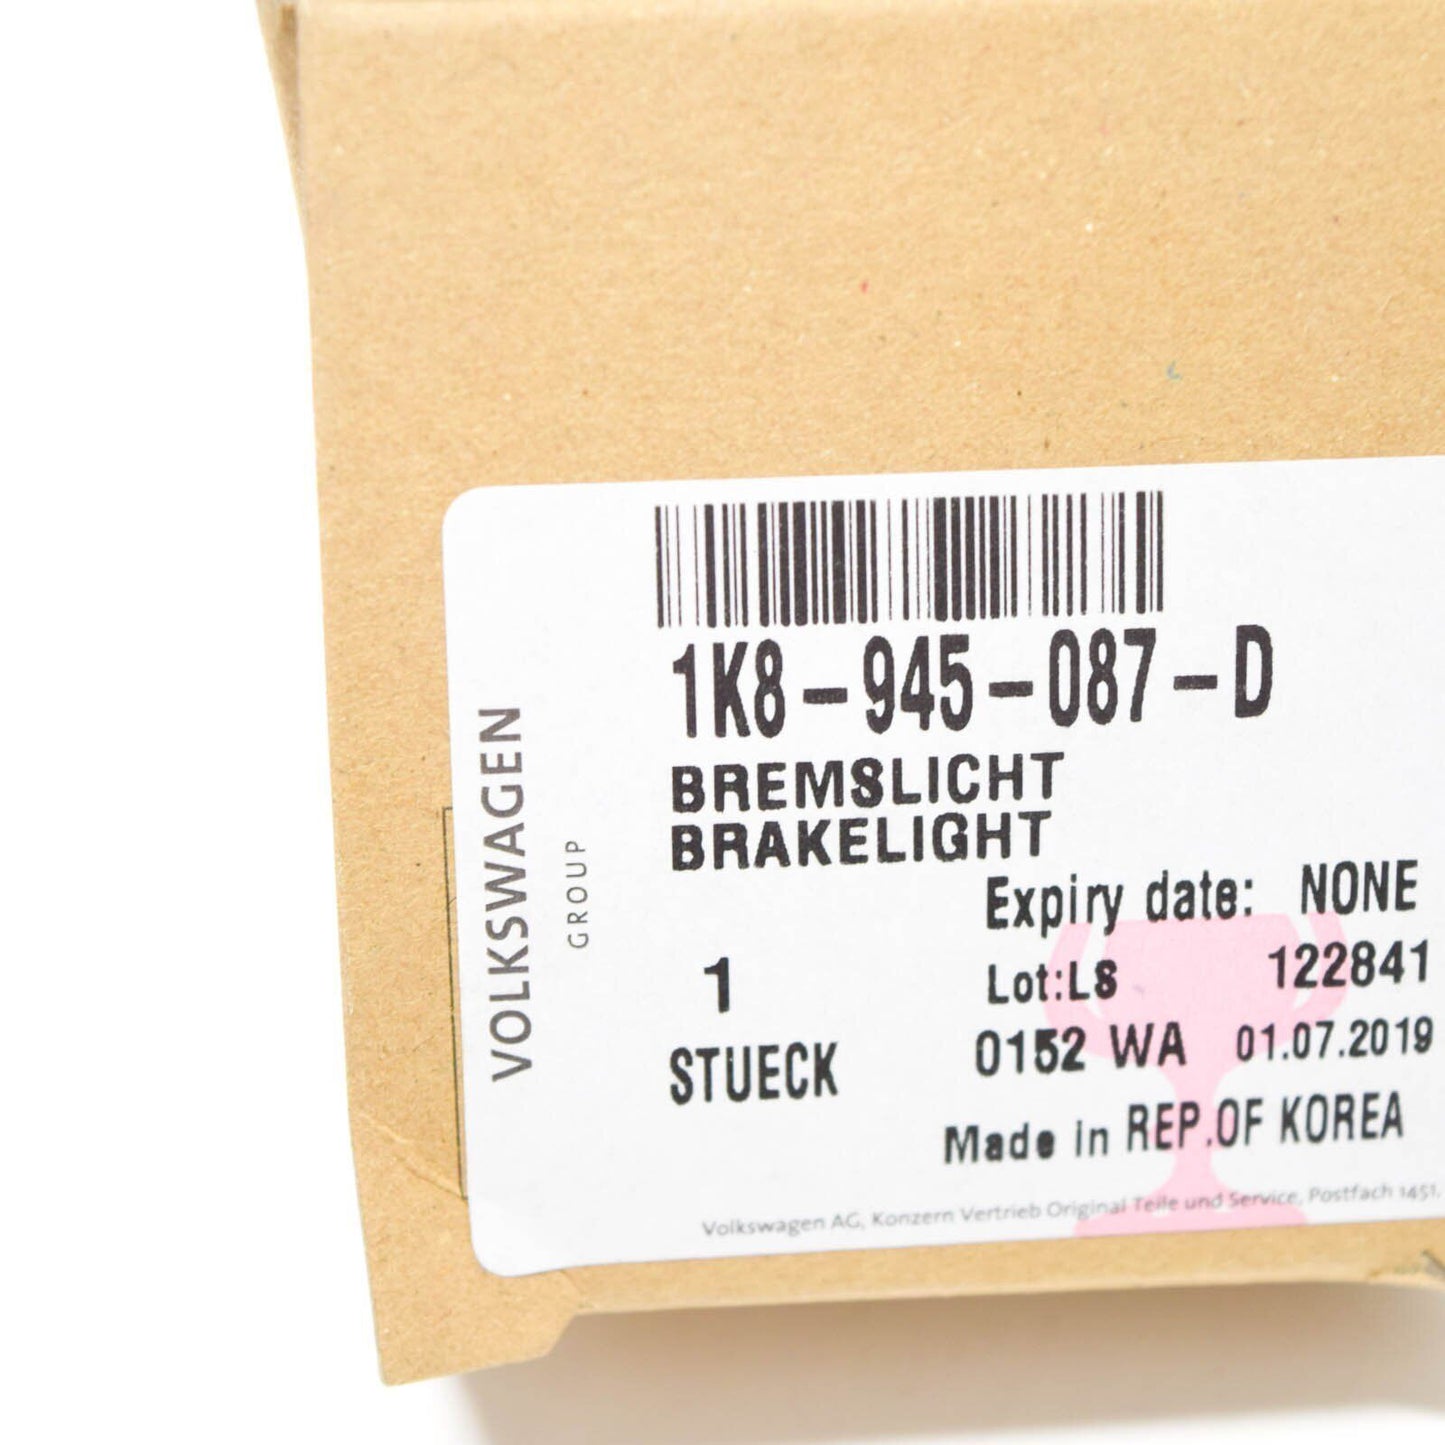 VOLKSWAGEN
GROUP
1K8-945-087-D
BREMSLICHT
BRAKELIGHT
Expiry date: NONE
1
Lot:LS 122841
STUECK
0152 WA 01.07.2019
Made in REP.OF KOREA
Volkswagen AG, Konzern Vertrieb Original Teile und Service, Postfach 1451,